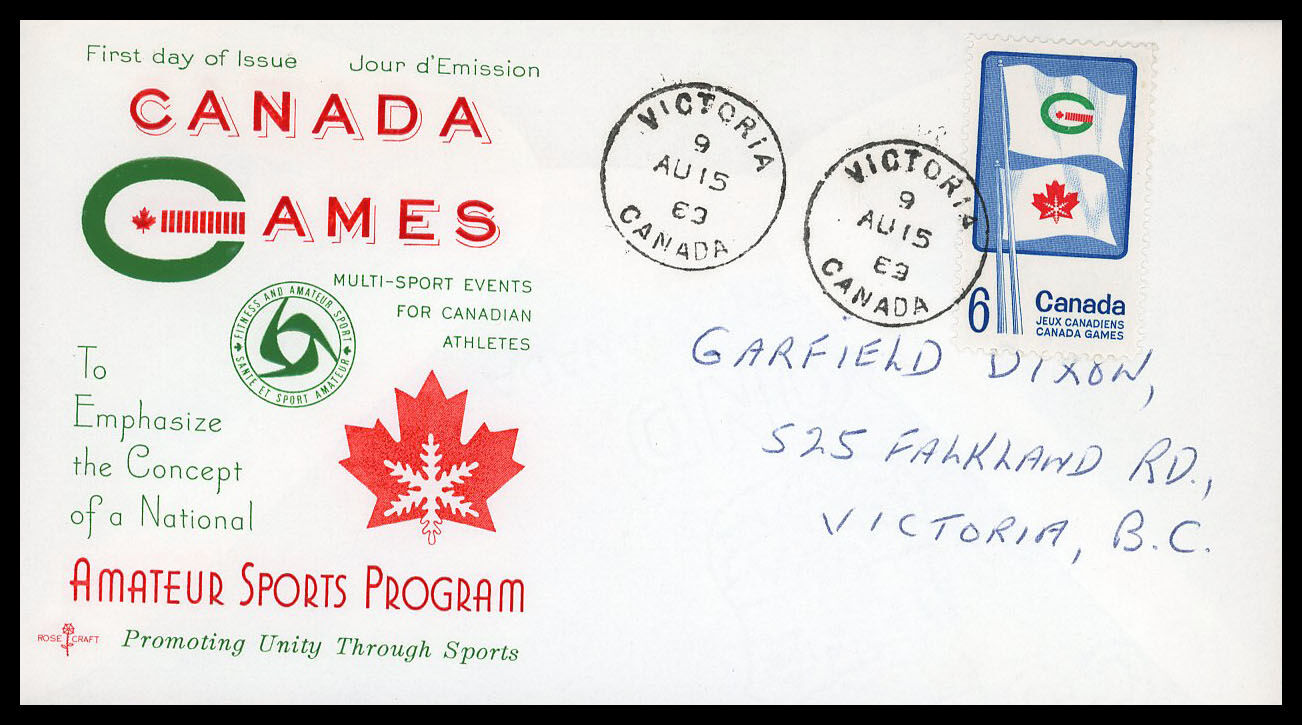 First day of Issue Jour d'Emission
CANADA
GAMES
MULTI-SPORT EVENTS
FOR CANADIAN
ATHLETES
FITNESS AND AMATEUR SPORT
SANTÉ ET SPORT AMATEUR
To
Emphasize
the Concept
of a National
AMATEUR SPORTS PROGRAM
ROSE CRAFT
Promoting Unity Through Sports
VICTORIA
9
AU 15
69
CANADA
VICTORIA
9
AU 15
69
CANADA
6
Canada
JEUX CANADIENS
CANADA GAMES
GARFIELD DIXON,
525 FALKLAND RD.,
VICTORIA, B.C.